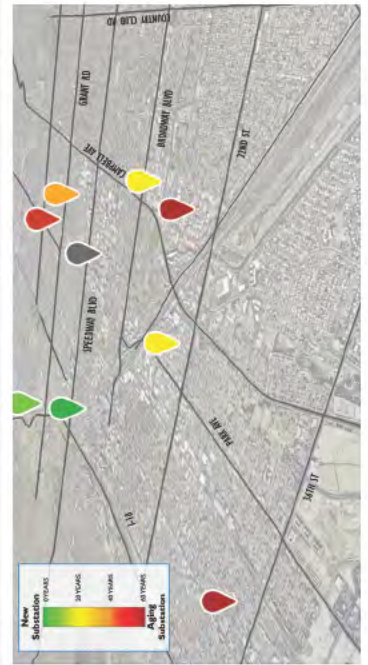 COUNTRY CLUB RD
GRANT RD
BROADWAY BLVD
CAMPBELL AVE
22ND ST
SPEEDWAY BLVD
PARK AVE
I-10
36TH ST
New
Substation
0 YEARS
20 YEARS
40 YEARS
60 YEARS
Aging
Substation